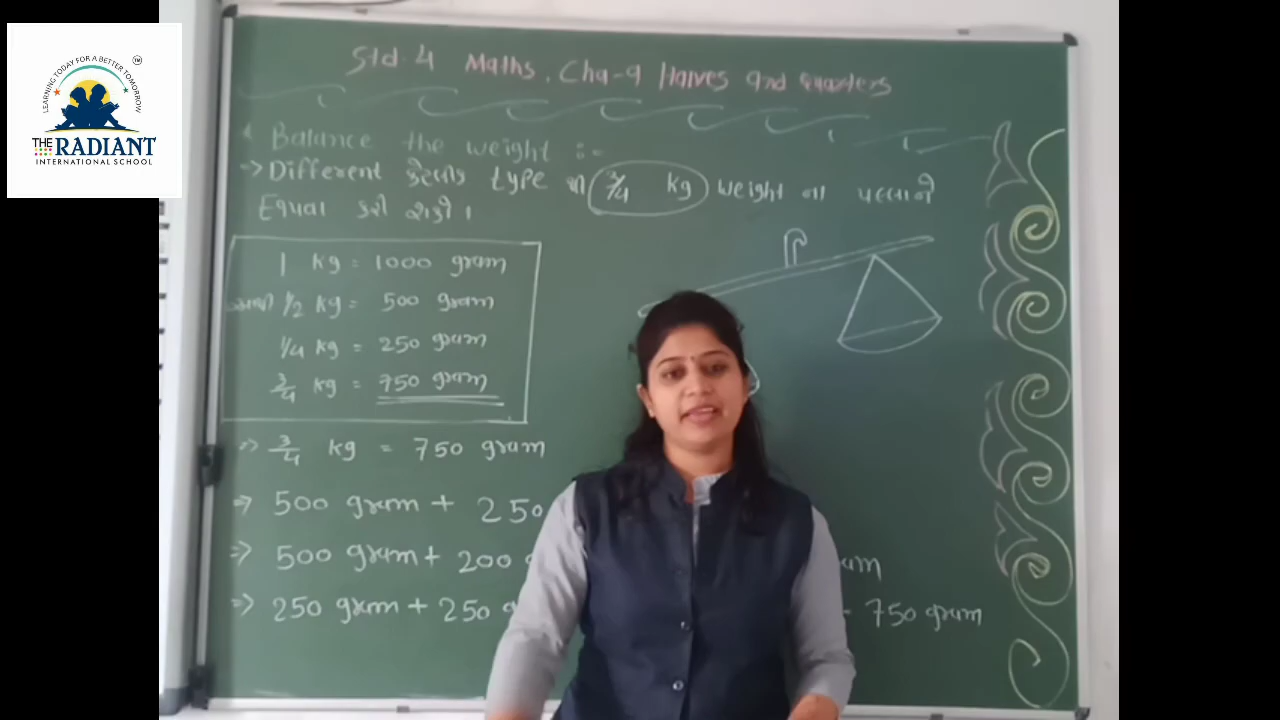 LEARNING TODAY FOR A BETTER TOMORROW
TM
THE RADIANT
INTERNATIONAL SCHOOL
Std 4 Maths, Cha-9 Halves and Quarters
Balance the weight :-
→ Different type 3/4 kg weight ના પલ્લાને
Equal કરી શકો।
1 kg = 1000 gram
1/2 kg = 500 gram
1/4 kg = 250 gram
3/4 kg = 750 gram
⇒ 3/4 kg = 750 gram
⇒ 500 gram + 250
⇒ 500 gram + 200
⇒ 250 gram + 250 = 750 gram